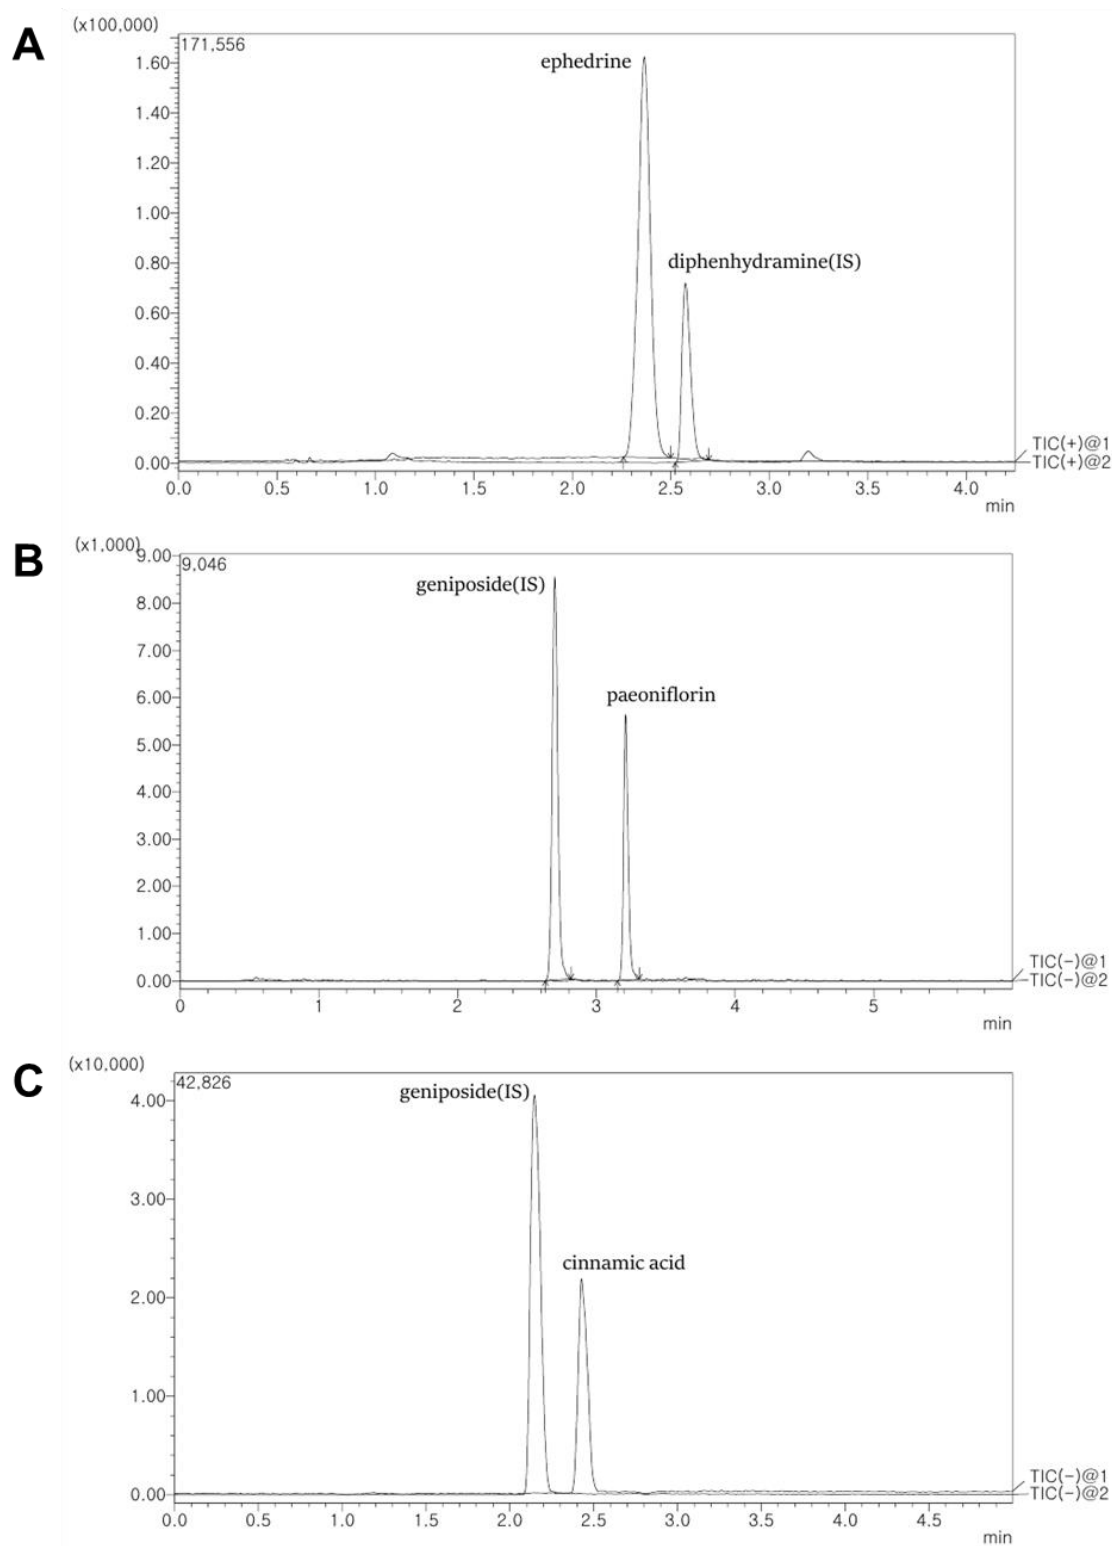 A
(x100,000)
171,556
1.60
1.40
1.20
1.00
0.80
0.60
0.40
0.20
0.00
ephedrine
diphenhydramine(IS)
TIC(+)@1
TIC(+)@2
0.0 0.5 1.0 1.5 2.0 2.5 3.0 3.5 4.0
min
B
(x1,000)
9,046
9.00
8.00
7.00
6.00
5.00
4.00
3.00
2.00
1.00
0.00
geniposide(IS)
paeoniflorin
TIC(-)@1
TIC(-)@2
0 1 2 3 4 5
min
C
(x10,000)
42,826
4.00
3.00
2.00
1.00
0.00
geniposide(IS)
cinnamic acid
TIC(-)@1
TIC(-)@2
0.0 0.5 1.0 1.5 2.0 2.5 3.0 3.5 4.0 4.5
min